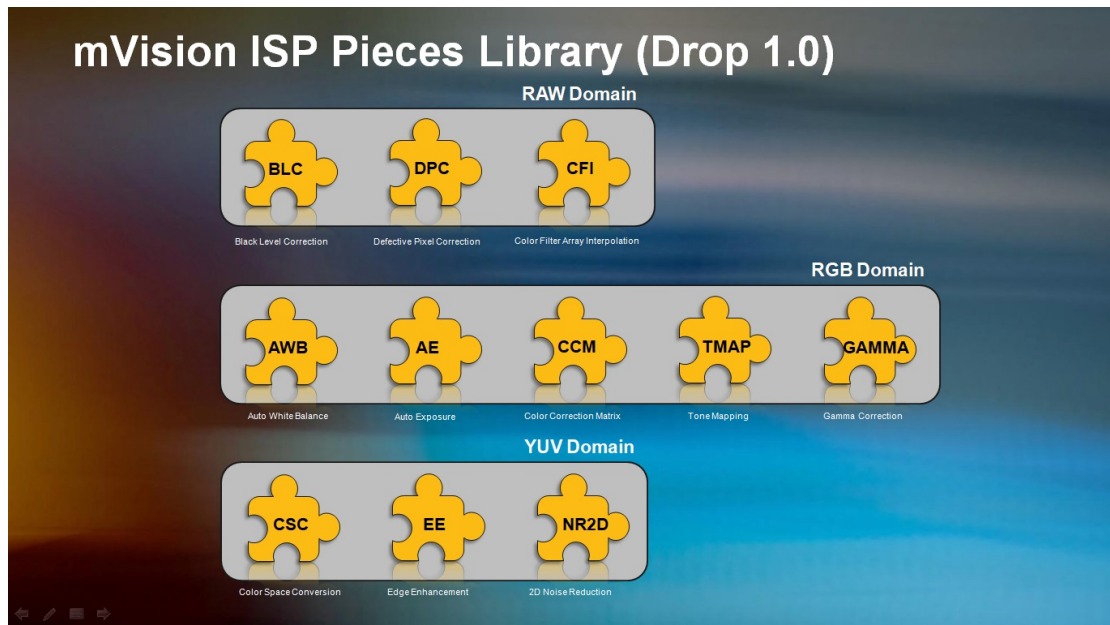 mVision ISP Pieces Library (Drop 1.0)
RAW Domain
BLC DPC CFI
Black Level Correction Defective Pixel Correction Color Filter Array Interpolation
RGB Domain
AWB AE CCM TMAP GAMMA
Auto White Balance Auto Exposure Color Correction Matrix Tone Mapping Gamma Correction
YUV Domain
CSC EE NR2D
Color Space Conversion Edge Enhancement 2D Noise Reduction